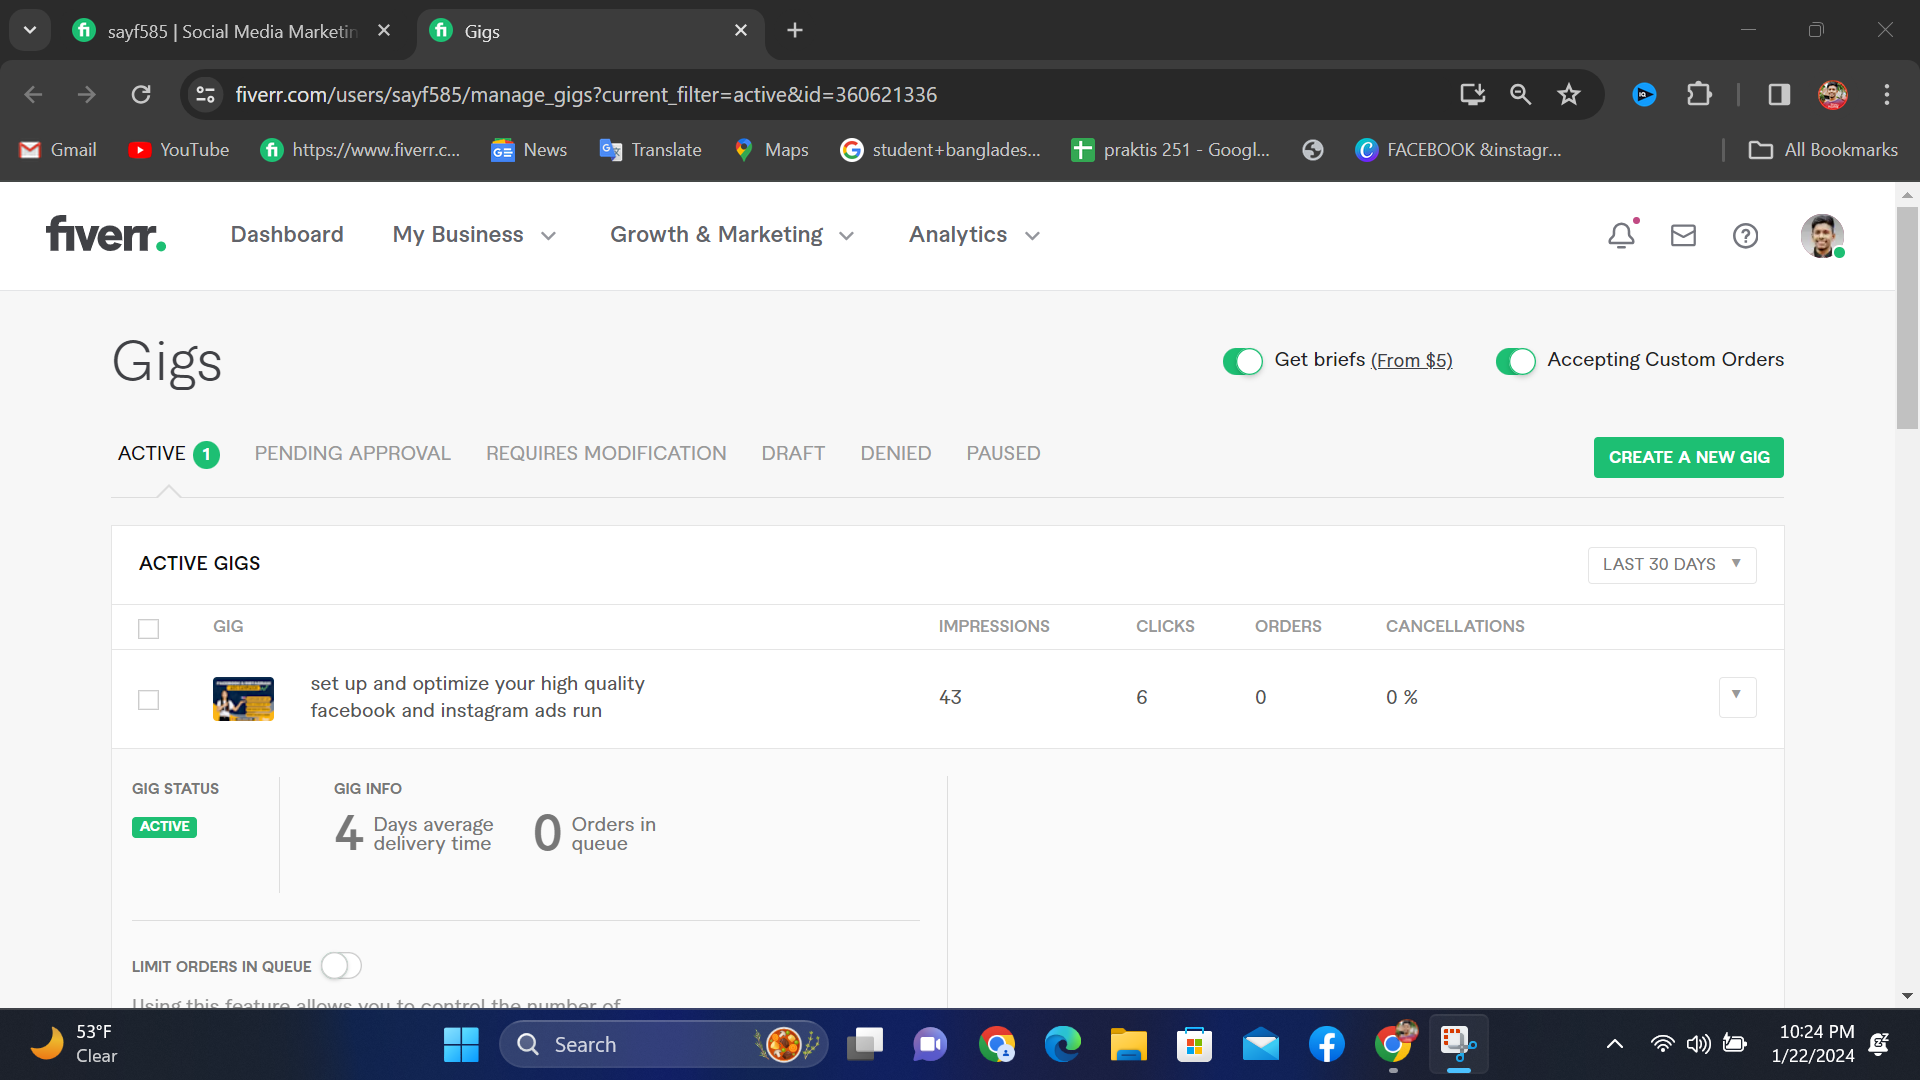 sayf585 | Social Media Marketin
Gigs
fiverr.com/users/sayf585/manage_gigs?current_filter=active&id=360621336
Gmail
YouTube
https://www.fiverr.c...
News
Translate
Maps
student+banglades...
praktis 251 - Googl...
FACEBOOK &instagr...
All Bookmarks
fiverr.
Dashboard
My Business
Growth & Marketing
Analytics
Gigs
Get briefs (From $5)
Accepting Custom Orders
ACTIVE 1
PENDING APPROVAL
REQUIRES MODIFICATION
DRAFT
DENIED
PAUSED
CREATE A NEW GIG
ACTIVE GIGS
LAST 30 DAYS
GIG
IMPRESSIONS
CLICKS
ORDERS
CANCELLATIONS
set up and optimize your high quality
facebook and instagram ads run
43
6
0
0 %
GIG STATUS
ACTIVE
GIG INFO
4 Days average
delivery time
0 Orders in
queue
LIMIT ORDERS IN QUEUE
Using this feature allows you to control the number of
53°F
Clear
Search
10:24 PM
1/22/2024